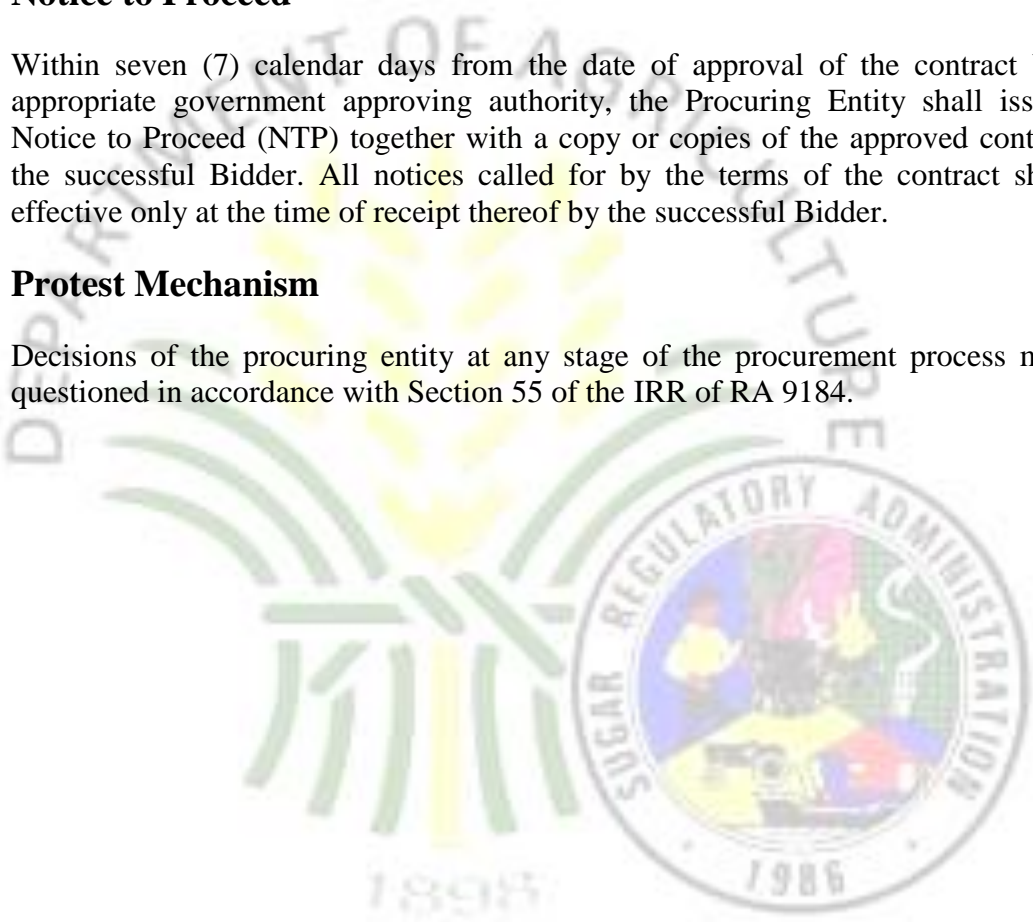 Notice to Proceed
Within seven (7) calendar days from the date of approval of the contract
appropriate government approving authority, the Procuring Entity shall iss
Notice to Proceed (NTP) together with a copy or copies of the approved cont
the successful Bidder. All notices called for by the terms of the contract sh
effective only at the time of receipt thereof by the successful Bidder.
Protest Mechanism
Decisions of the procuring entity at any stage of the procurement process m
questioned in accordance with Section 55 of the IRR of RA 9184.
DEPARTMENT OF AGRICULTURE
SUGAR REGULATORY ADMINISTRATION
1986
1898